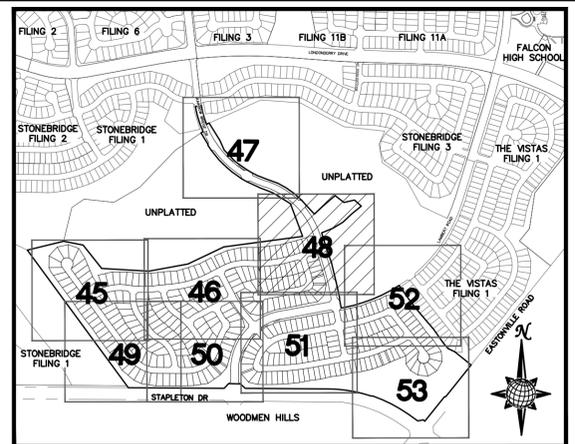 FILING 2
FILING 6
FILING 3
FILING 11B
FILING 11A
LONDONDERRY DRIVE
FALCON
HIGH SCHOOL
STONEBRIDGE
FILING 2
STONEBRIDGE
FILING 1
47
STONEBRIDGE
FILING 3
THE VISTAS
FILING 1
UNPLATTED
UNPLATTED
LAMBERT ROAD
48
45
46
52
THE VISTAS
FILING 1
EASTONVILLE ROAD
N
STONEBRIDGE
FILING 1
49
50
51
53
STAPLETON DR
WOODMEN HILLS